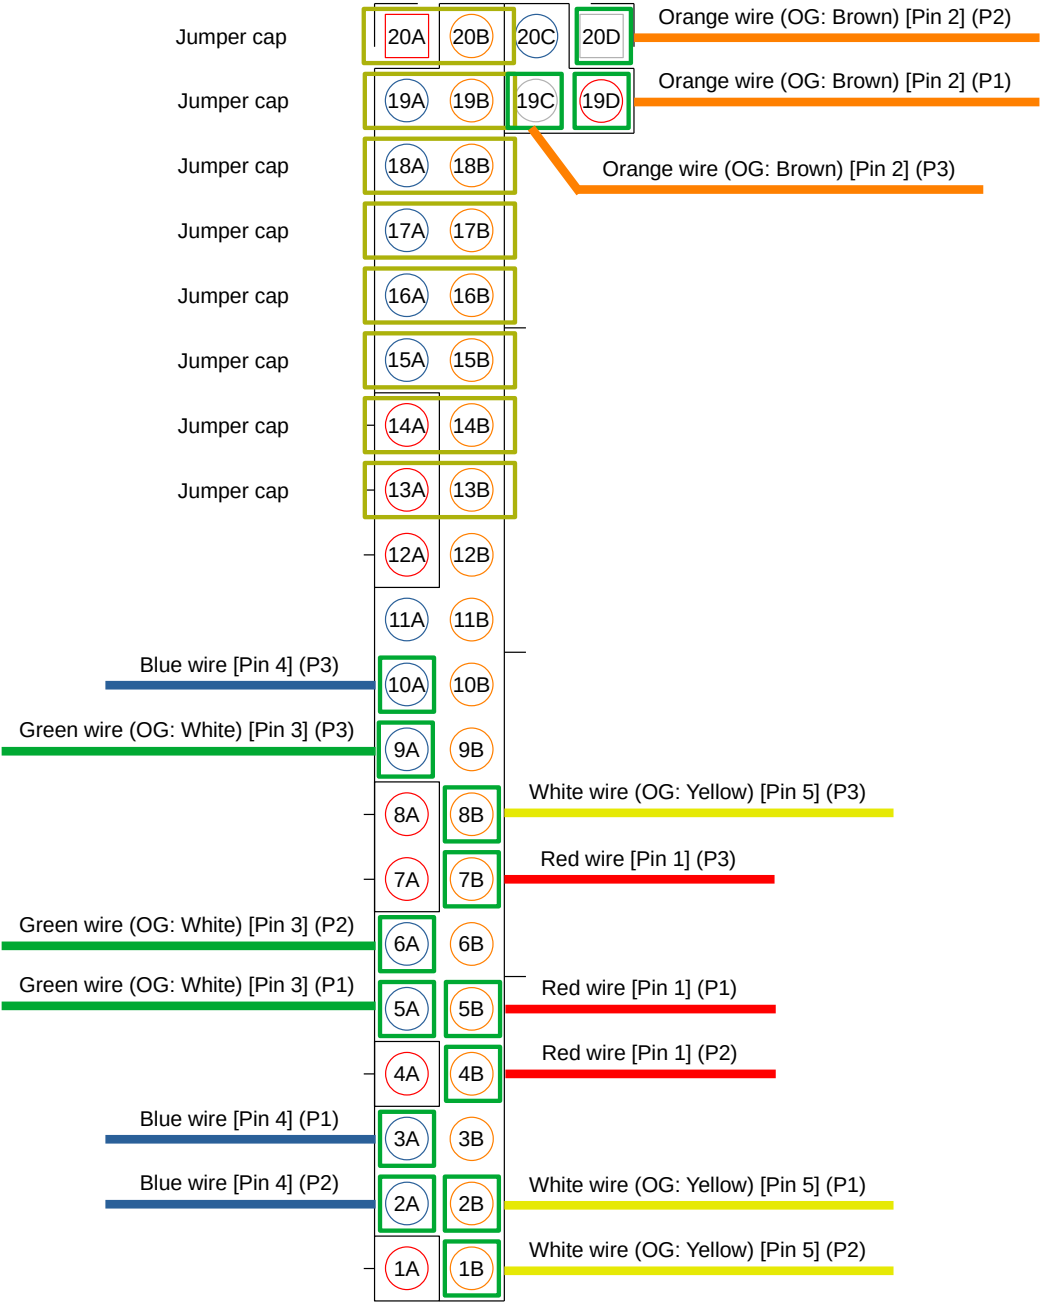 Orange wire (OG: Brown) [Pin 2] (P2)
Jumper cap 20A 20B 20C 20D
Orange wire (OG: Brown) [Pin 2] (P1)
Jumper cap 19A 19B 19C 19D
Jumper cap 18A 18B
Orange wire (OG: Brown) [Pin 2] (P3)
Jumper cap 17A 17B
Jumper cap 16A 16B
Jumper cap 15A 15B
Jumper cap 14A 14B
Jumper cap 13A 13B
12A 12B
11A 11B
Blue wire [Pin 4] (P3)
10A 10B
Green wire (OG: White) [Pin 3] (P3)
9A 9B
White wire (OG: Yellow) [Pin 5] (P3)
8A 8B
Red wire [Pin 1] (P3)
7A 7B
Green wire (OG: White) [Pin 3] (P2)
6A 6B
Green wire (OG: White) [Pin 3] (P1)
Red wire [Pin 1] (P1)
5A 5B
Red wire [Pin 1] (P2)
4A 4B
Blue wire [Pin 4] (P1)
3A 3B
Blue wire [Pin 4] (P2)
White wire (OG: Yellow) [Pin 5] (P1)
2A 2B
White wire (OG: Yellow) [Pin 5] (P2)
1A 1B